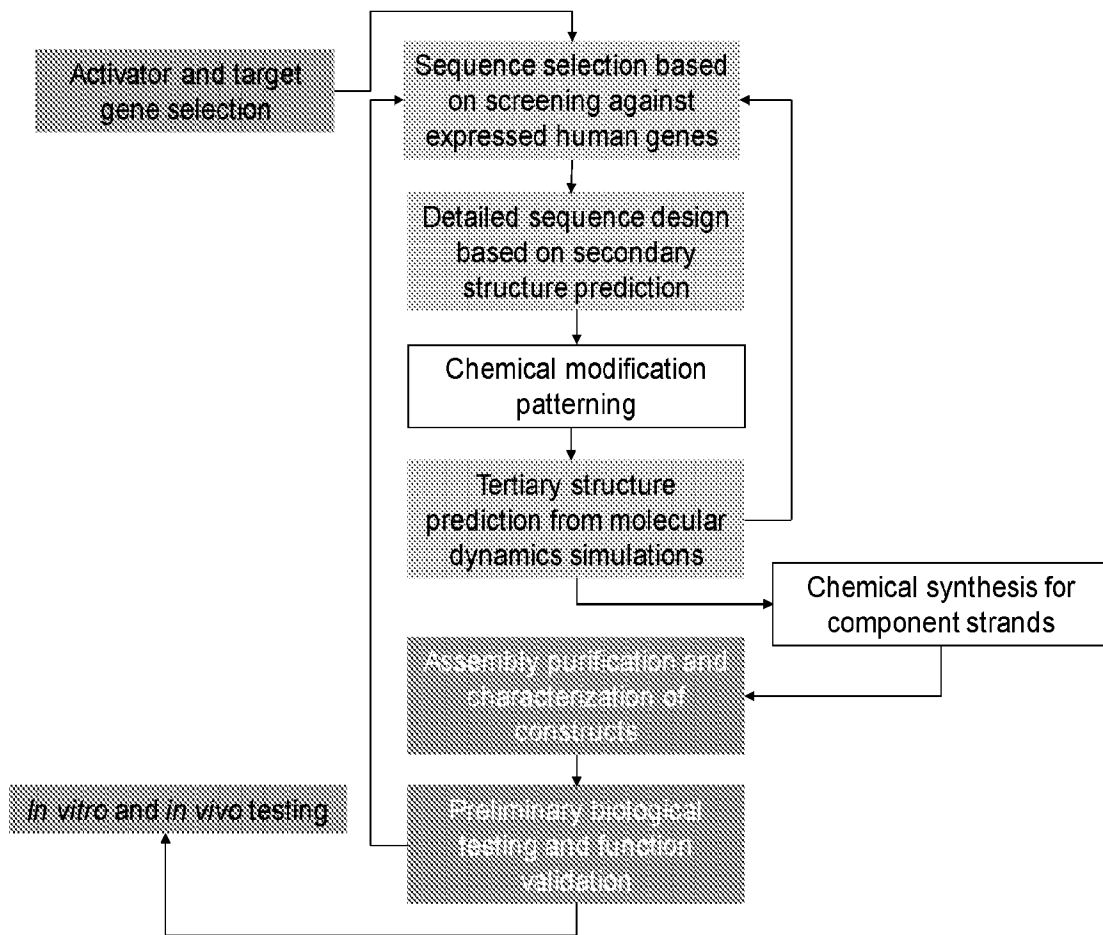 Activator and target
gene selection
Sequence selection based
on screening against
expressed human genes
Detailed sequence design
based on secondary
structure prediction
Chemical modification
patterning
Tertiary structure
prediction from molecular
dynamics simulations
Chemical synthesis for
component strands
Assembly purification and
characterization of
constructs
Preliminary biological
testing and function
validation
In vitro and in vivo testing